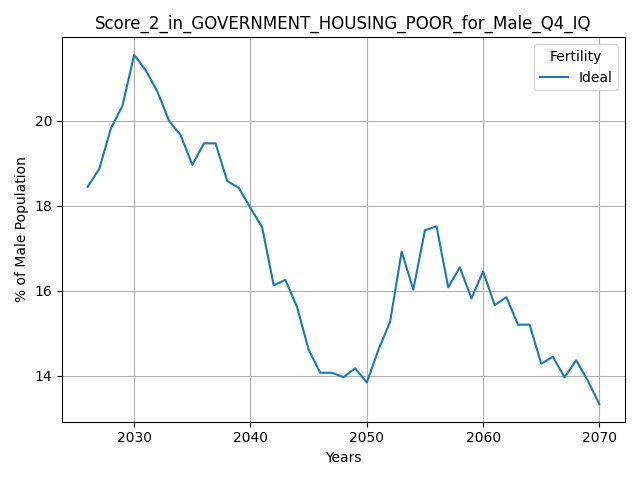 Score_2_in_GOVERNMENT_HOUSING_POOR_for_Male_Q4_IQ
Fertility
Ideal
% of Male Population
20
18
16
14
2030 2040 2050 2060 2070
Years